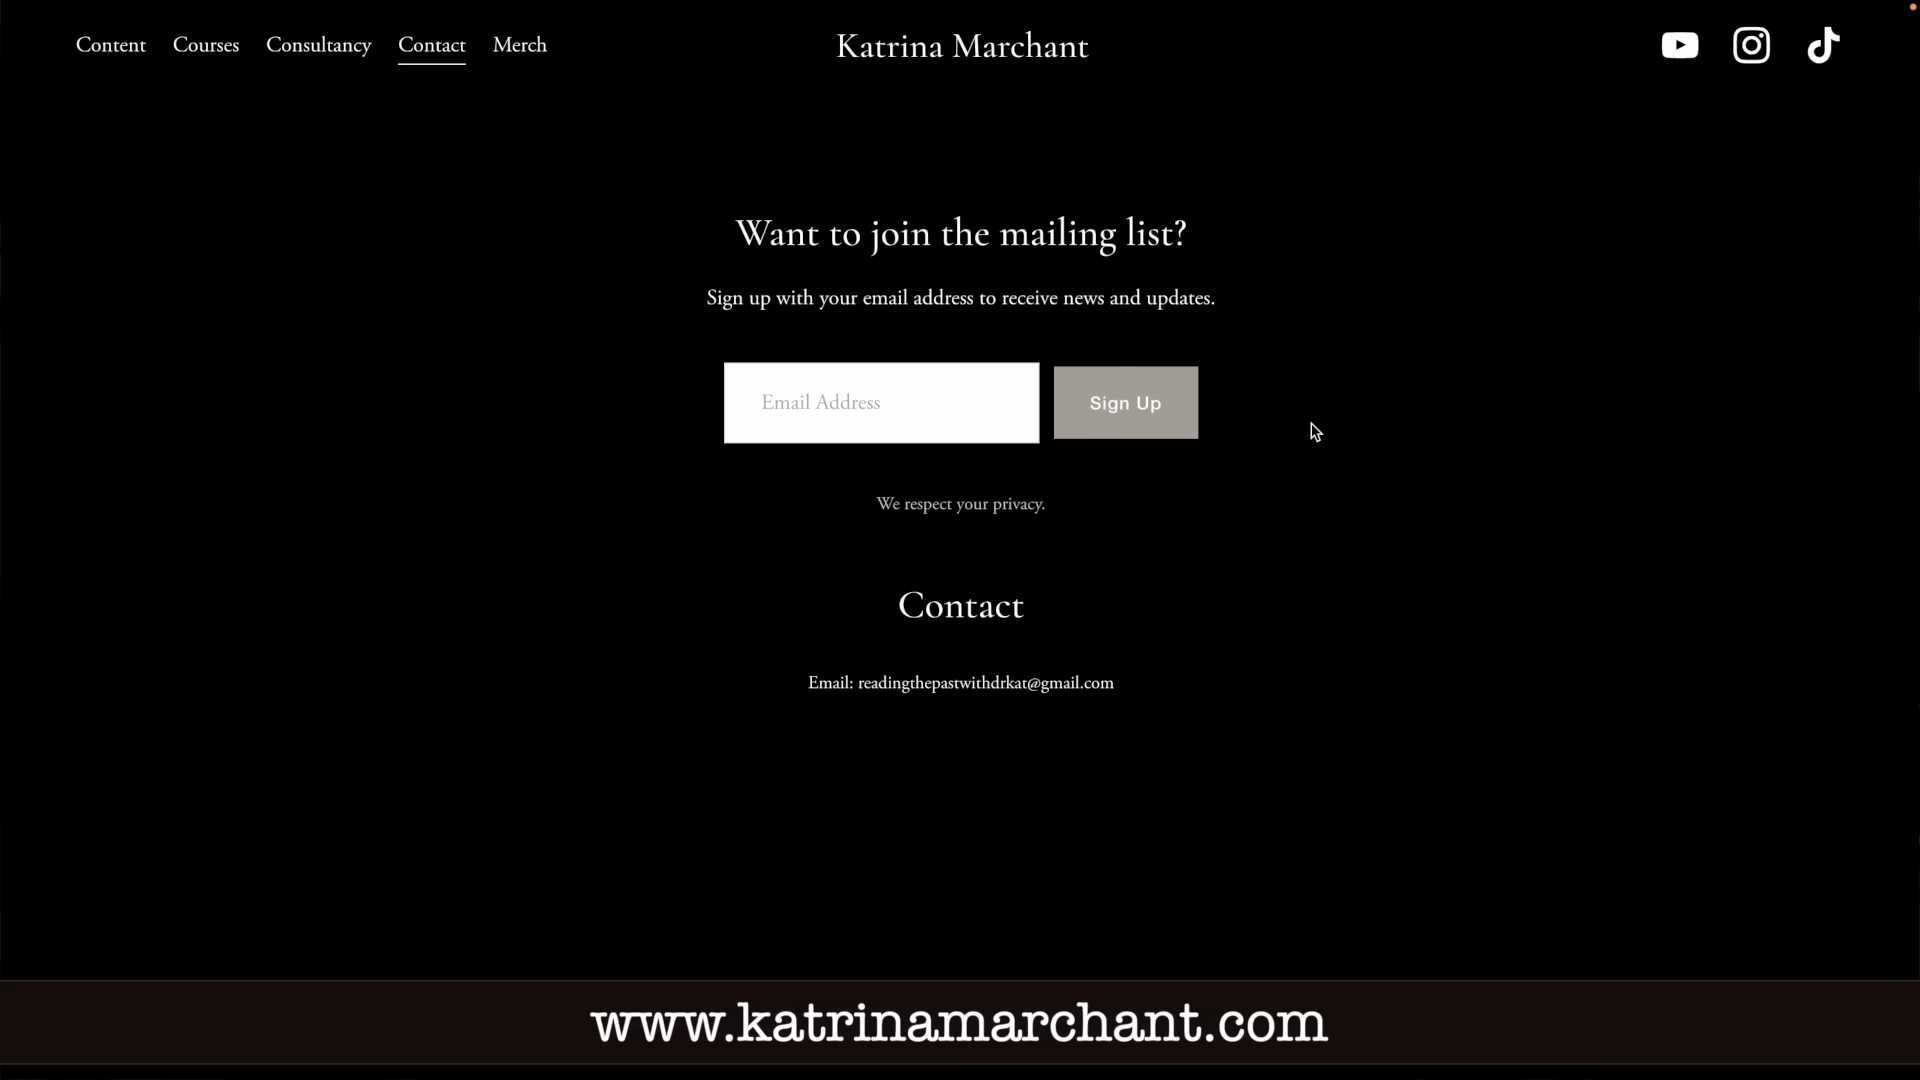 Content Courses Consultancy Contact Merch
Katrina Marchant
Want to join the mailing list?
Sign up with your email address to receive news and updates.
Email Address
Sign Up
We respect your privacy.
Contact
Email: readingthepastwithdrkat@gmail.com
www.katrinamarchant.com